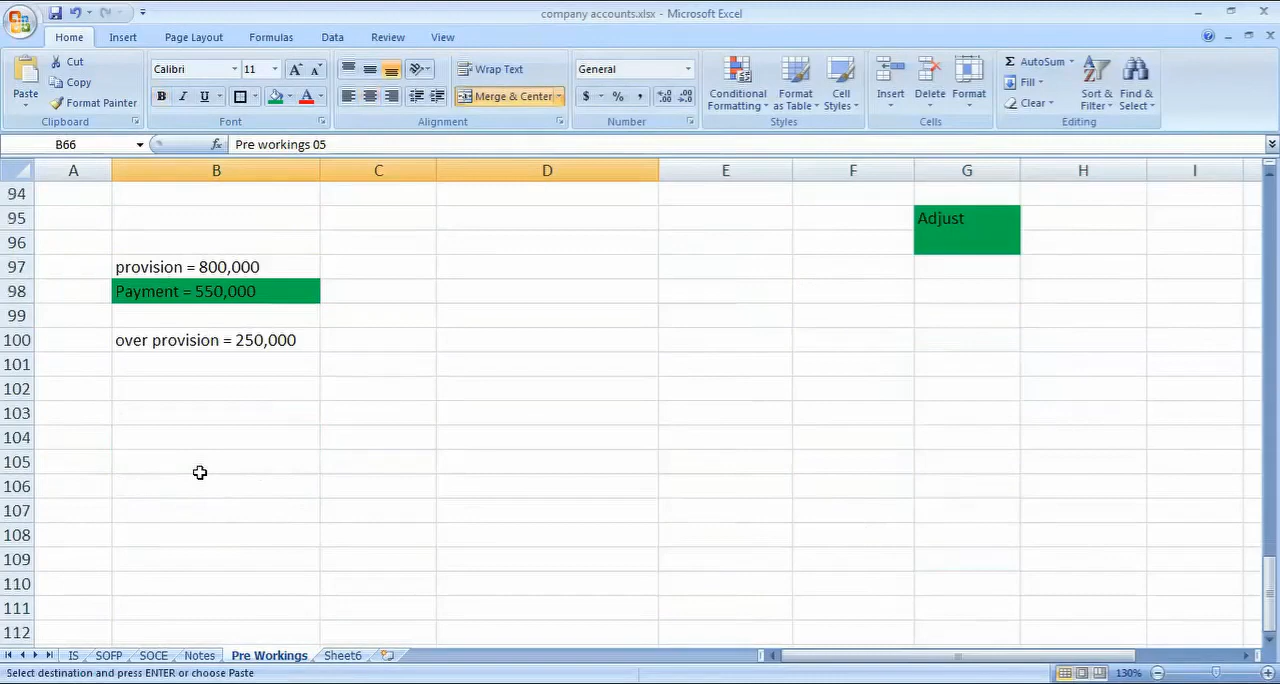 company accounts.xlsx - Microsoft Excel
Home Insert Page Layout Formulas Data Review View
Paste
Cut
Copy
Format Painter
Clipboard
Calibri 11
B I U
Font
Wrap Text
Merge & Center
Alignment
General
$ % ,
Number
Conditional Formatting
Format as Table
Cell Styles
Styles
Insert
Delete
Format
Cells
Σ AutoSum
Fill
Clear
Sort & Filter
Find & Select
Editing
B66 fx Pre workings 05
A B C D E F G H I
94
95 Adjust
96
97 provision = 800,000
98 Payment = 550,000
99
100 over provision = 250,000
101
102
103
104
105
106
107
108
109
110
111
112
IS SOFP SOCE Notes Pre Workings Sheet6
Select destination and press ENTER or choose Paste 130%